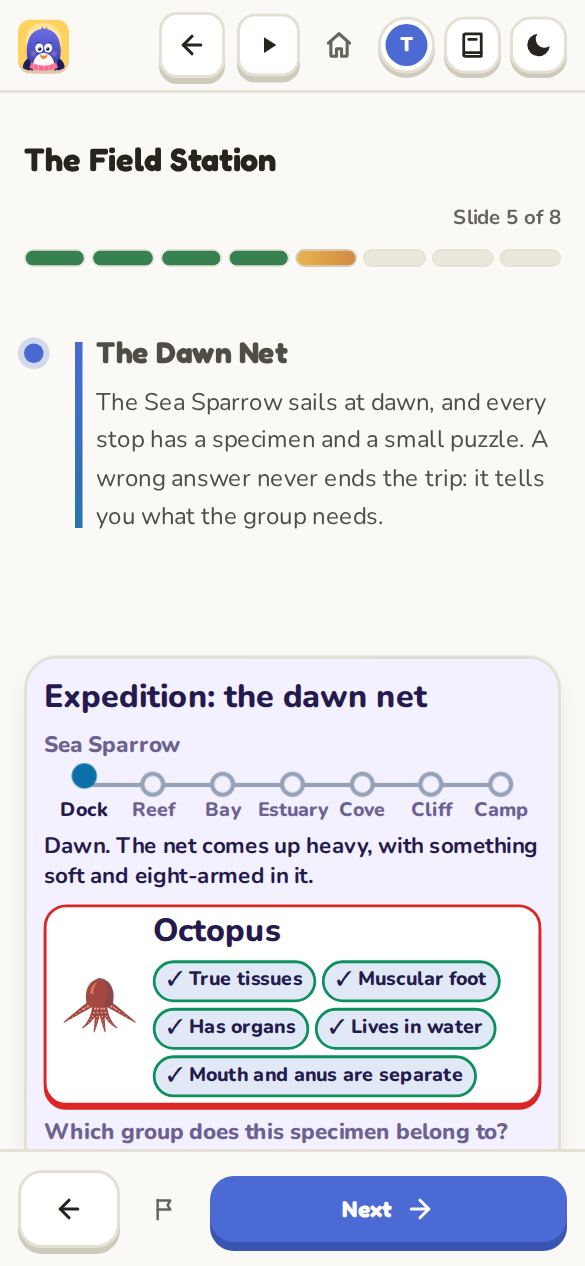 T
The Field Station
Slide 5 of 8
The Dawn Net
The Sea Sparrow sails at dawn, and every
stop has a specimen and a small puzzle. A
wrong answer never ends the trip: it tells
you what the group needs.
Expedition: the dawn net
Sea Sparrow
Dock Reef Bay Estuary Cove Cliff Camp
Dawn. The net comes up heavy, with something
soft and eight-armed in it.
Octopus
✓ True tissues ✓ Muscular foot
✓ Has organs ✓ Lives in water
✓ Mouth and anus are separate
Which group does this specimen belong to?
Next